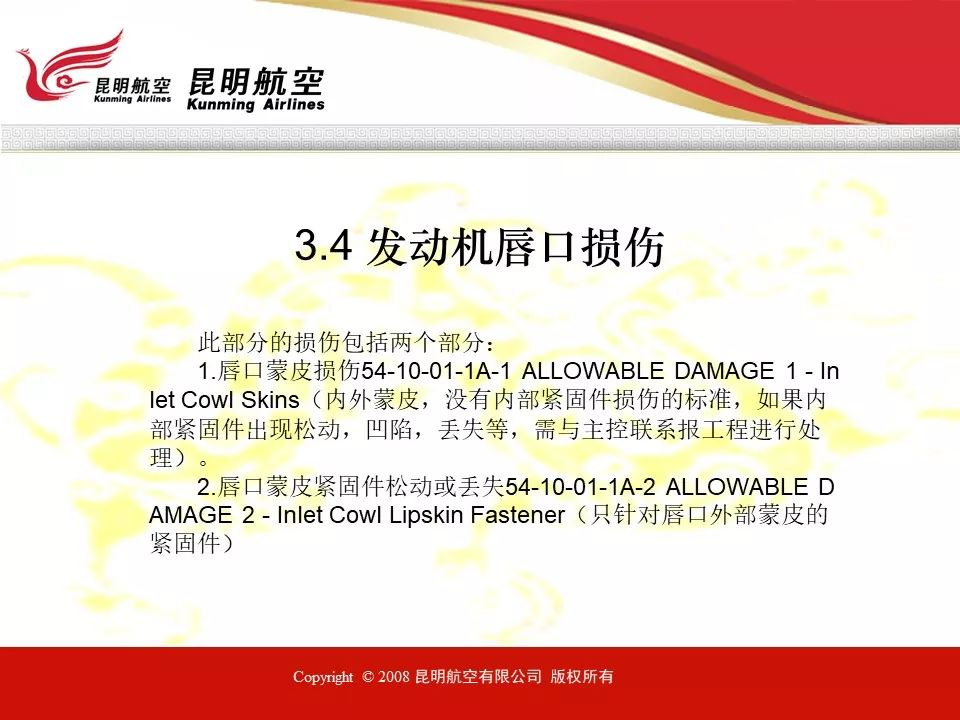 昆明航空 昆明航空
Kunming Airlines Kunming Airlines
3.4 发动机唇口损伤
此部分的损伤包括两个部分：
1.唇口蒙皮损伤54-10-01-1A-1 ALLOWABLE DAMAGE 1 - In
let Cowl Skins（内外蒙皮，没有内部紧固件损伤的标准，如果内
部紧固件出现松动，凹陷，丢失等，需与主控联系报工程进行处
理）。
2.唇口蒙皮紧固件松动或丢失54-10-01-1A-2 ALLOWABLE D
AMAGE 2 - Inlet Cowl Lipskin Fastener（只针对唇口外部蒙皮的
紧固件）
Copyright © 2008 昆明航空有限公司 版权所有